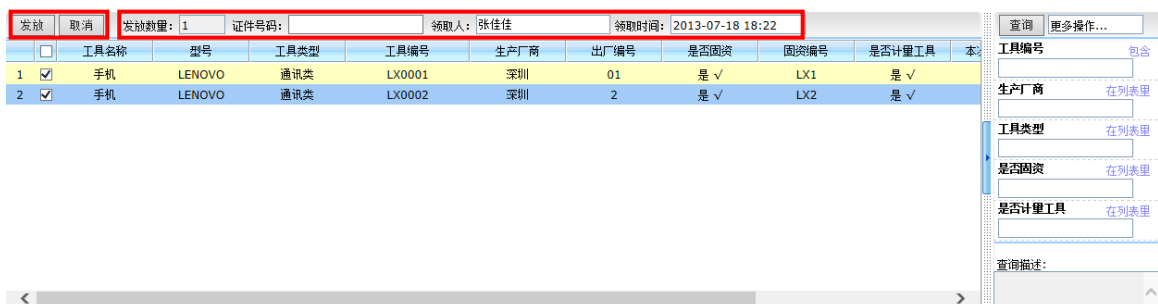 发放 取消 发放数量: 1 证件号码: 领取人: 张佳佳 领取时间: 2013-07-18 18:22
工具名称 型号 工具类型 工具编号 生产厂商 出厂编号 是否固资 固资编号 是否计量工具
1 手机 LENOVO 通讯类 LX0001 深圳 01 是 √ LX1 是 √
2 手机 LENOVO 通讯类 LX0002 深圳 2 是 √ LX2 是 √
查询 更多操作...
工具编号 包含
生产厂商 在列表里
工具类型 在列表里
是否固资 在列表里
是否计量工具 在列表里
查询描述: